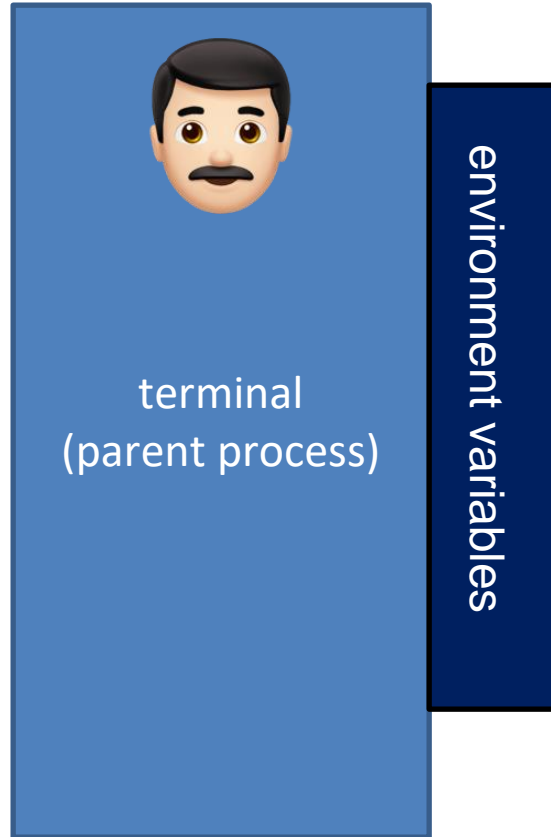 terminal
(parent process)
environment variables